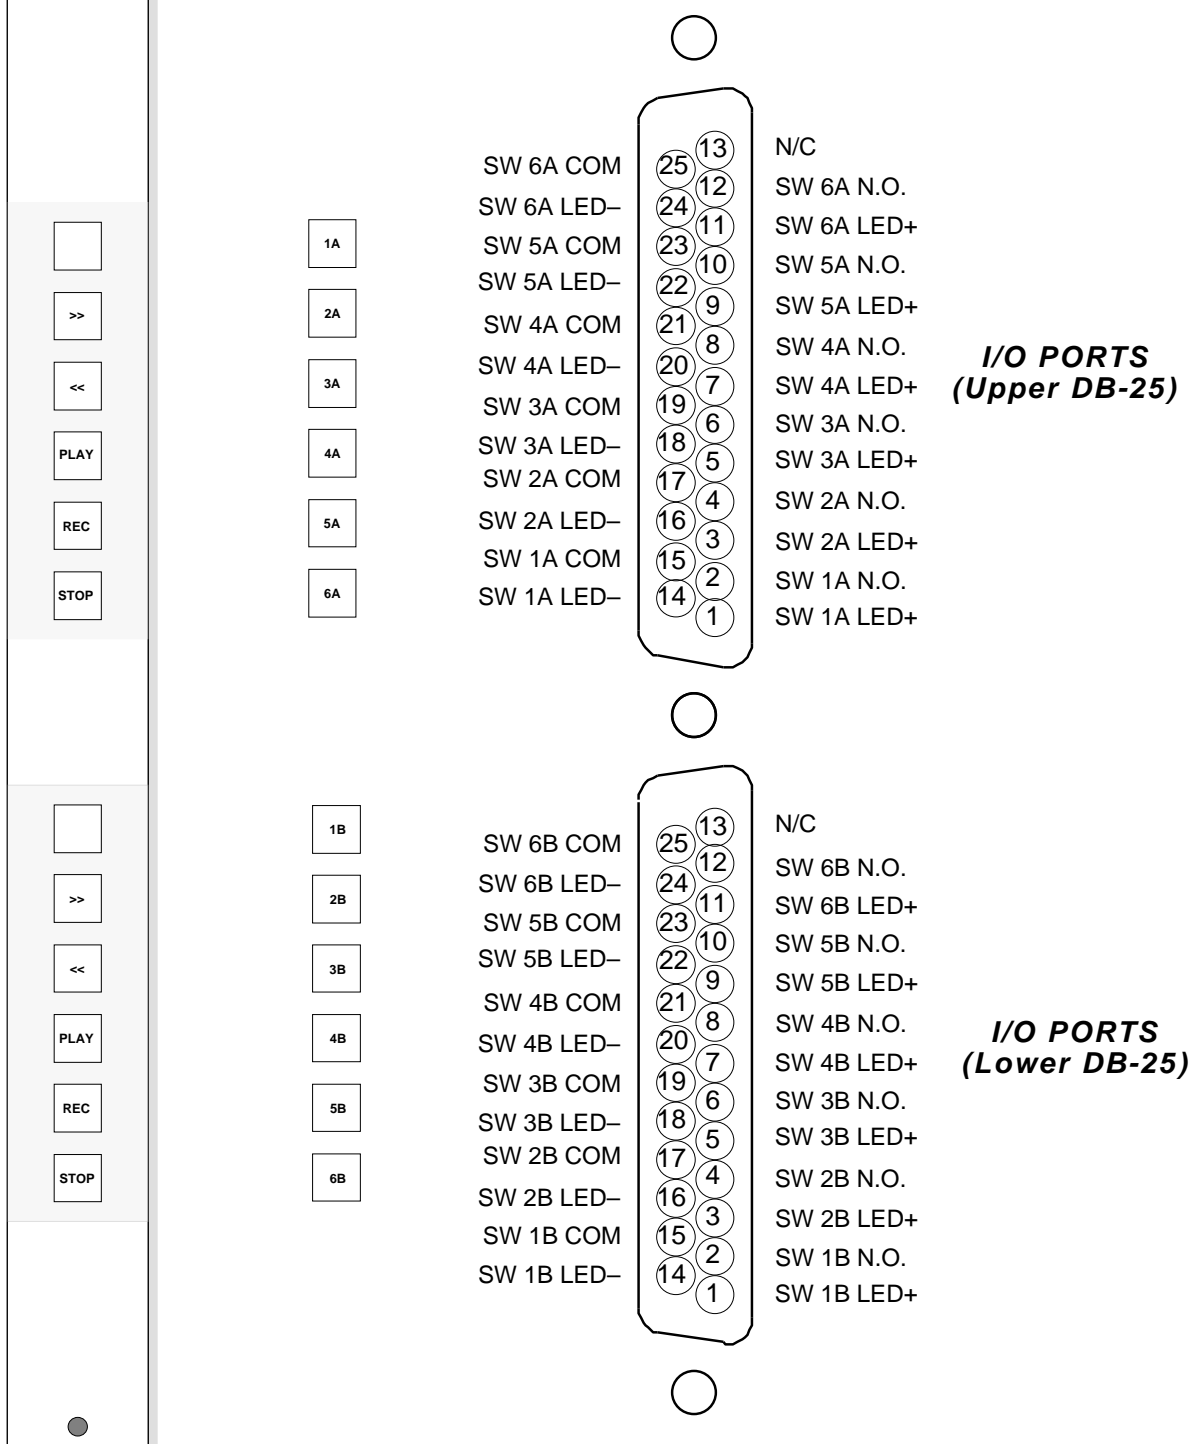 >>
<<
PLAY
REC
STOP
1A
2A
3A
4A
5A
6A
SW 6A COM
SW 6A LED–
SW 5A COM
SW 5A LED–
SW 4A COM
SW 4A LED–
SW 3A COM
SW 3A LED–
SW 2A COM
SW 2A LED–
SW 1A COM
SW 1A LED–
25
24
23
22
21
20
19
18
17
16
15
14
13
12
11
10
9
8
7
6
5
4
3
2
1
N/C
SW 6A N.O.
SW 6A LED+
SW 5A N.O.
SW 5A LED+
SW 4A N.O.
SW 4A LED+
SW 3A N.O.
SW 3A LED+
SW 2A N.O.
SW 2A LED+
SW 1A N.O.
SW 1A LED+
I/O PORTS
(Upper DB-25)
>>
<<
PLAY
REC
STOP
1B
2B
3B
4B
5B
6B
SW 6B COM
SW 6B LED–
SW 5B COM
SW 5B LED–
SW 4B COM
SW 4B LED–
SW 3B COM
SW 3B LED–
SW 2B COM
SW 2B LED–
SW 1B COM
SW 1B LED–
25
24
23
22
21
20
19
18
17
16
15
14
13
12
11
10
9
8
7
6
5
4
3
2
1
N/C
SW 6B N.O.
SW 6B LED+
SW 5B N.O.
SW 5B LED+
SW 4B N.O.
SW 4B LED+
SW 3B N.O.
SW 3B LED+
SW 2B N.O.
SW 2B LED+
SW 1B N.O.
SW 1B LED+
I/O PORTS
(Lower DB-25)